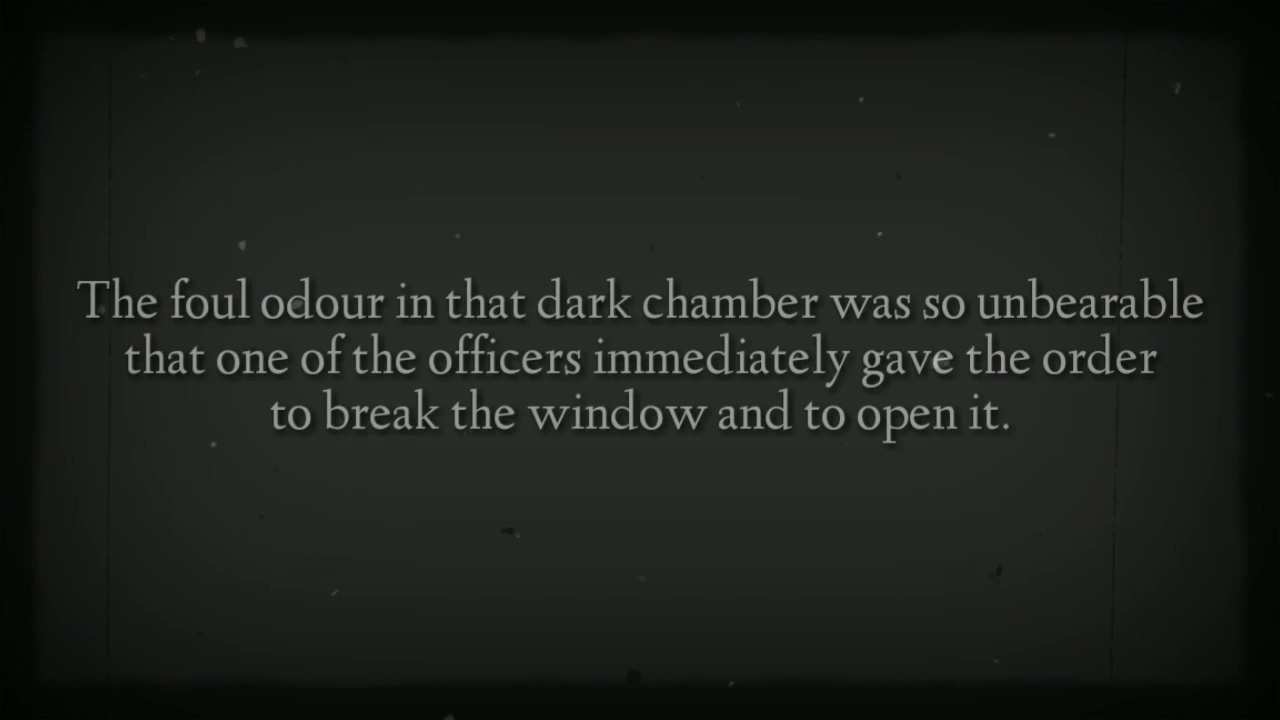 The foul odour in that dark chamber was so unbearable
that one of the officers immediately gave the order
to break the window and to open it.